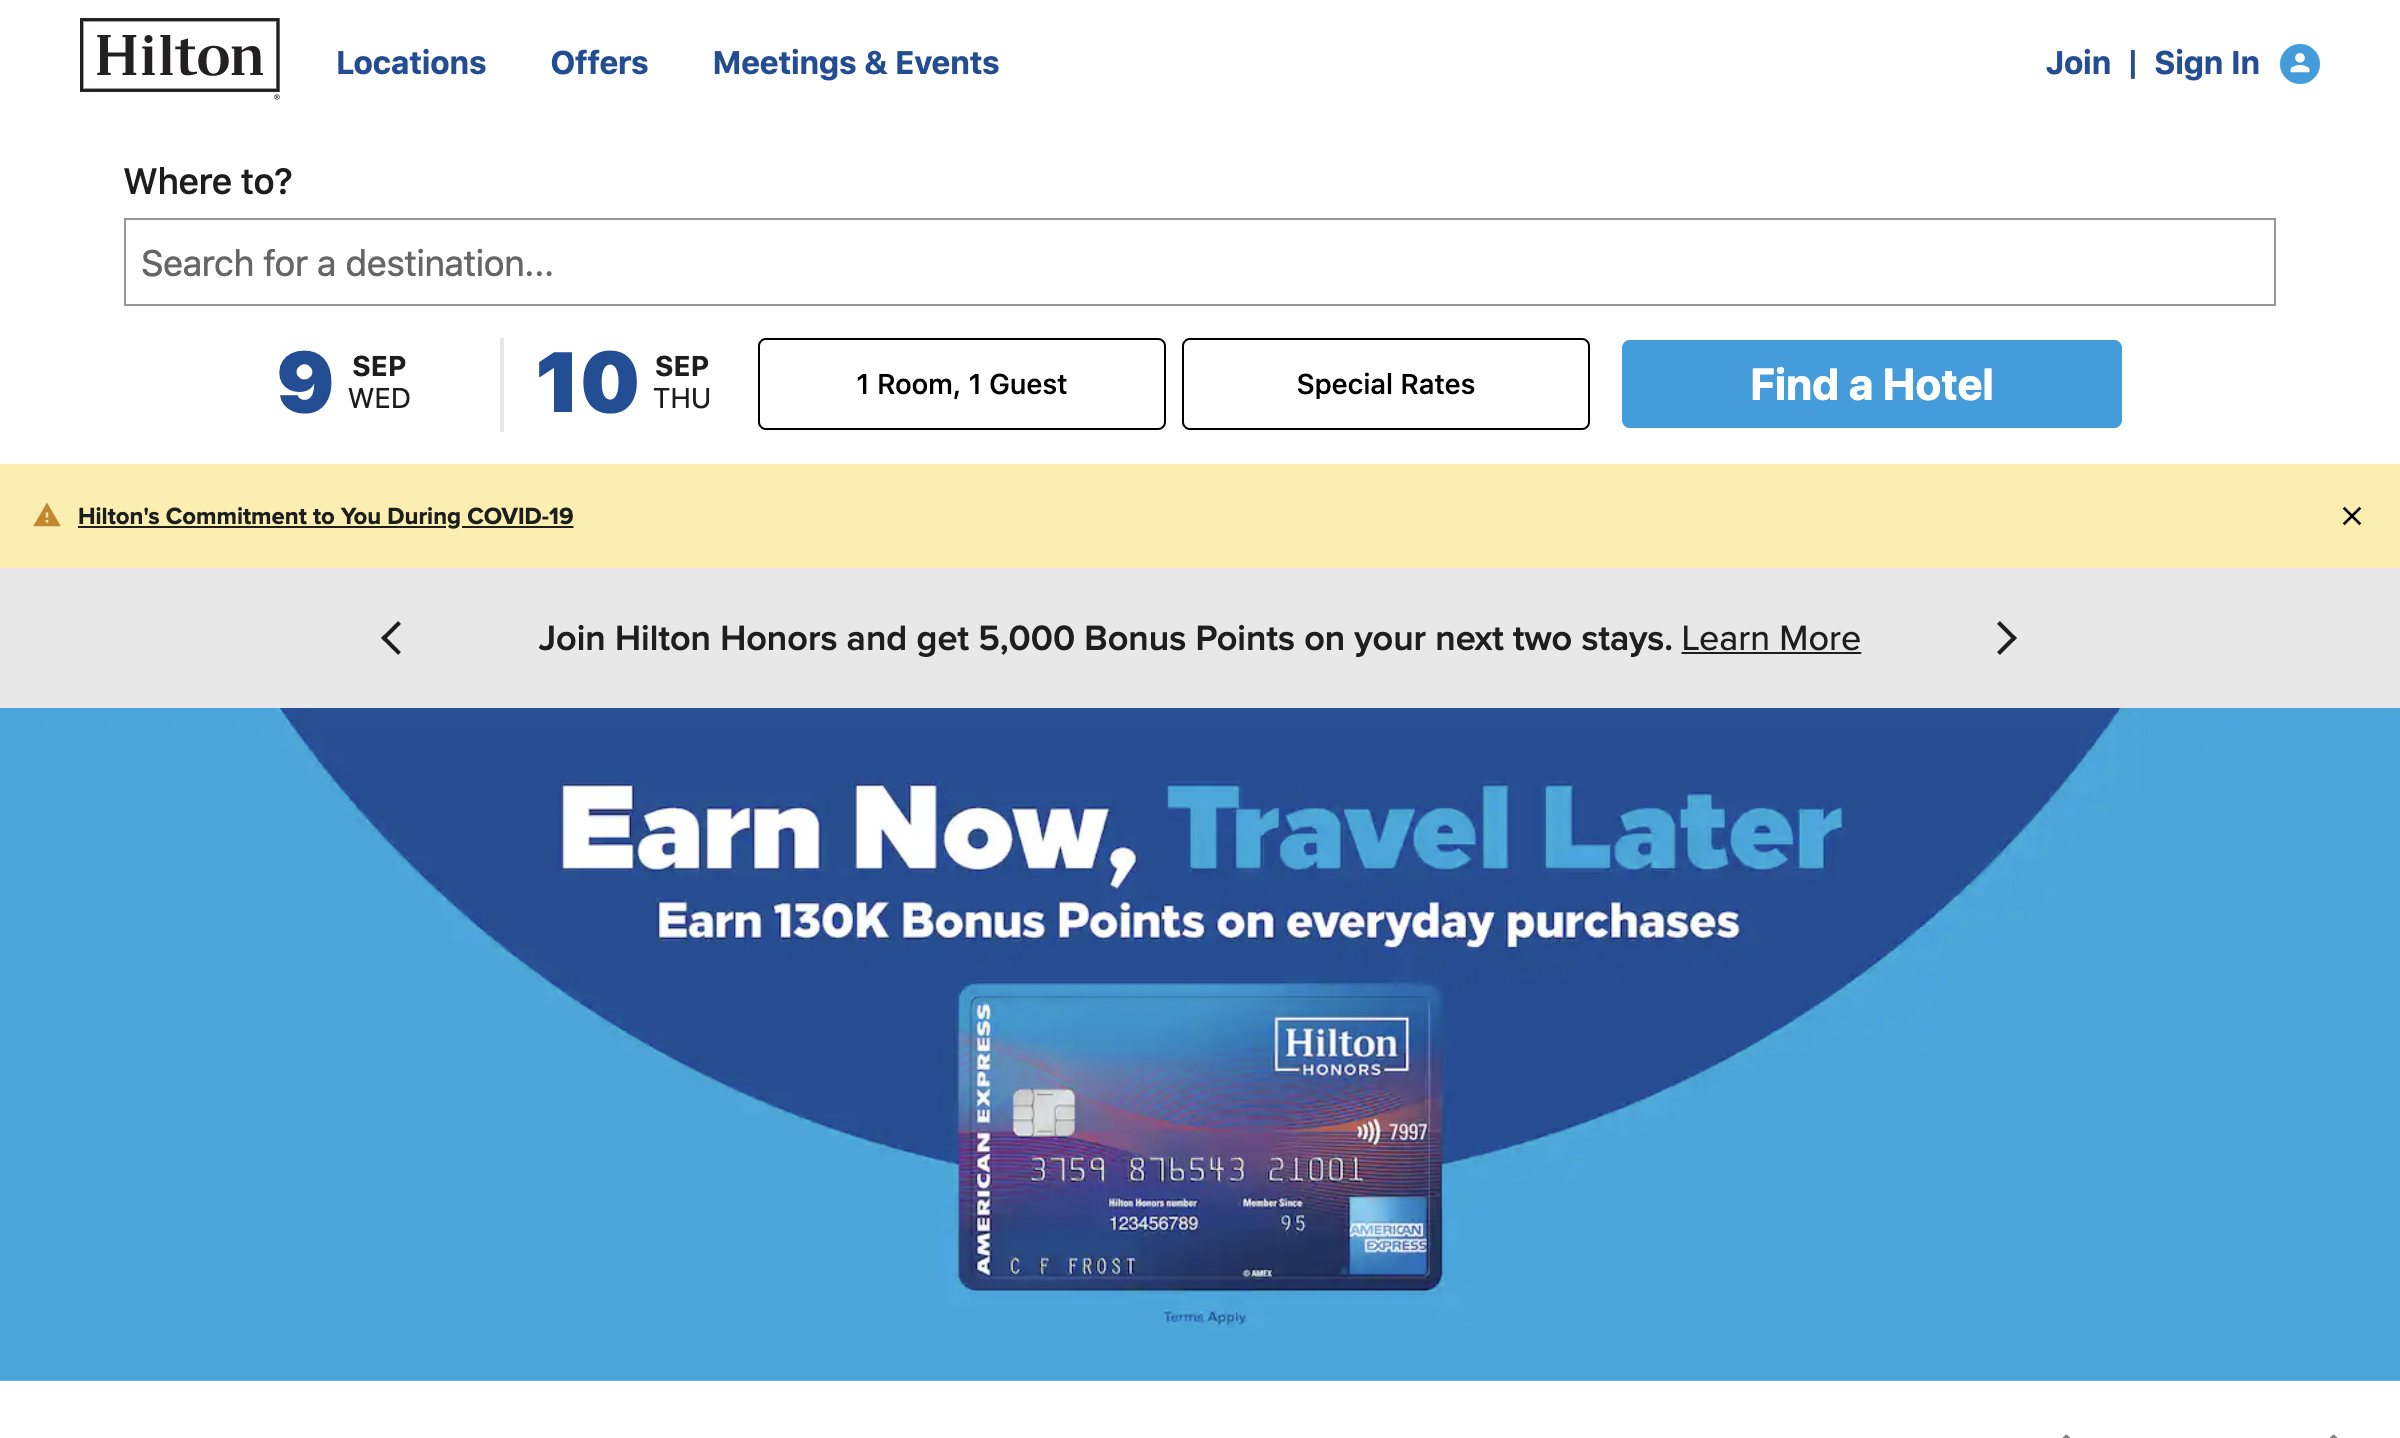 Hilton
Locations
Offers
Meetings & Events
Join | Sign In
Where to?
Search for a destination...
9 SEP WED
10 SEP THU
1 Room, 1 Guest
Special Rates
Find a Hotel
Hilton's Commitment to You During COVID-19
Join Hilton Honors and get 5,000 Bonus Points on your next two stays. Learn More
Earn Now, Travel Later
Earn 130K Bonus Points on everyday purchases
AMERICAN EXPRESS
Hilton
HONORS
7997
3759 876543 21001
Hilton Honors number
Member Since
123456789
95
AMERICAN
EXPRESS
C F FROST
© AMEX
Terms Apply